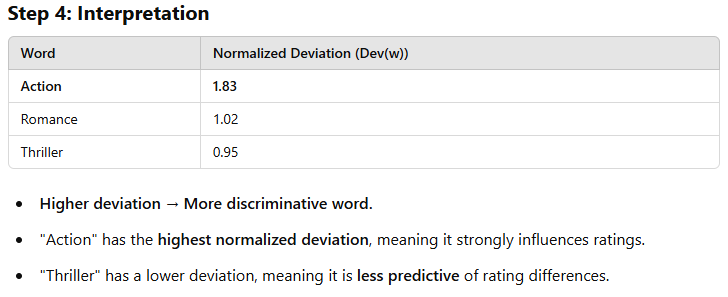 Step 4: Interpretation
Word Normalized Deviation (Dev(w))
Action 1.83
Romance 1.02
Thriller 0.95
• Higher deviation → More discriminative word.
• "Action" has the highest normalized deviation, meaning it strongly influences ratings.
• "Thriller" has a lower deviation, meaning it is less predictive of rating differences.